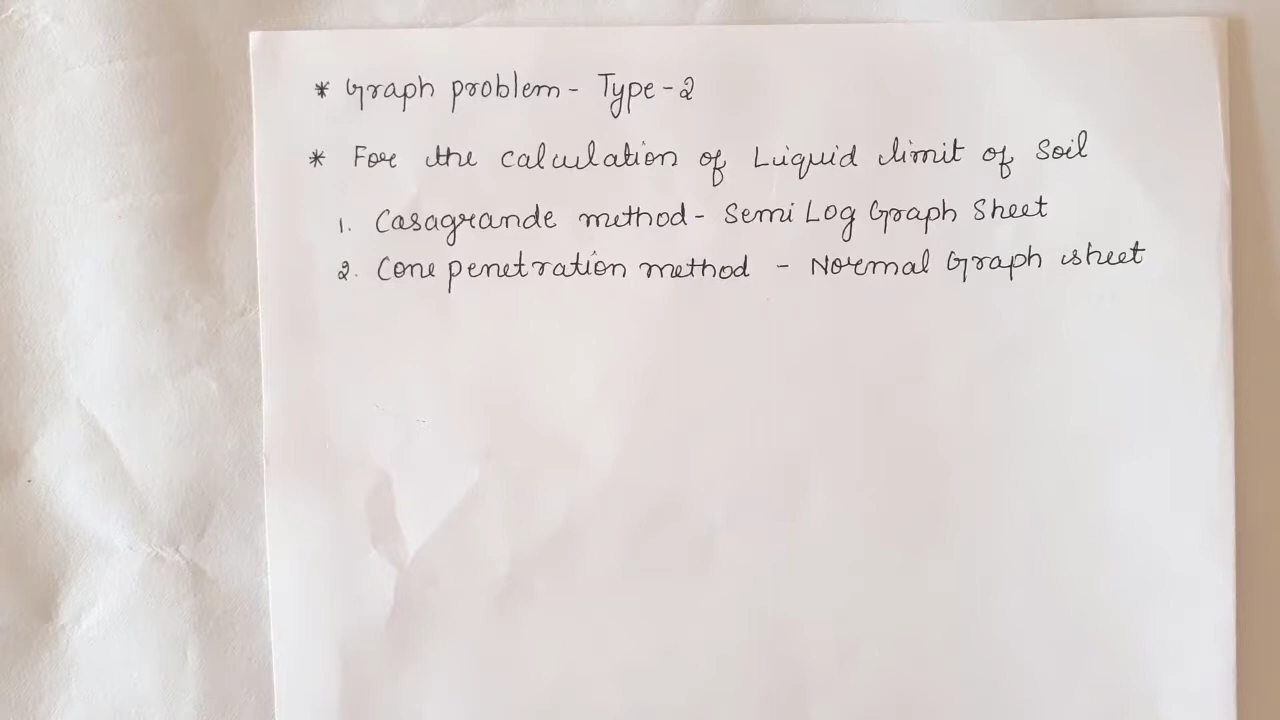 * Graph problem - Type-2
* For the calculation of Liquid limit of Soil
1. Casagrande method - Semi Log Graph Sheet
2. Cone penetration method - Normal Graph sheet